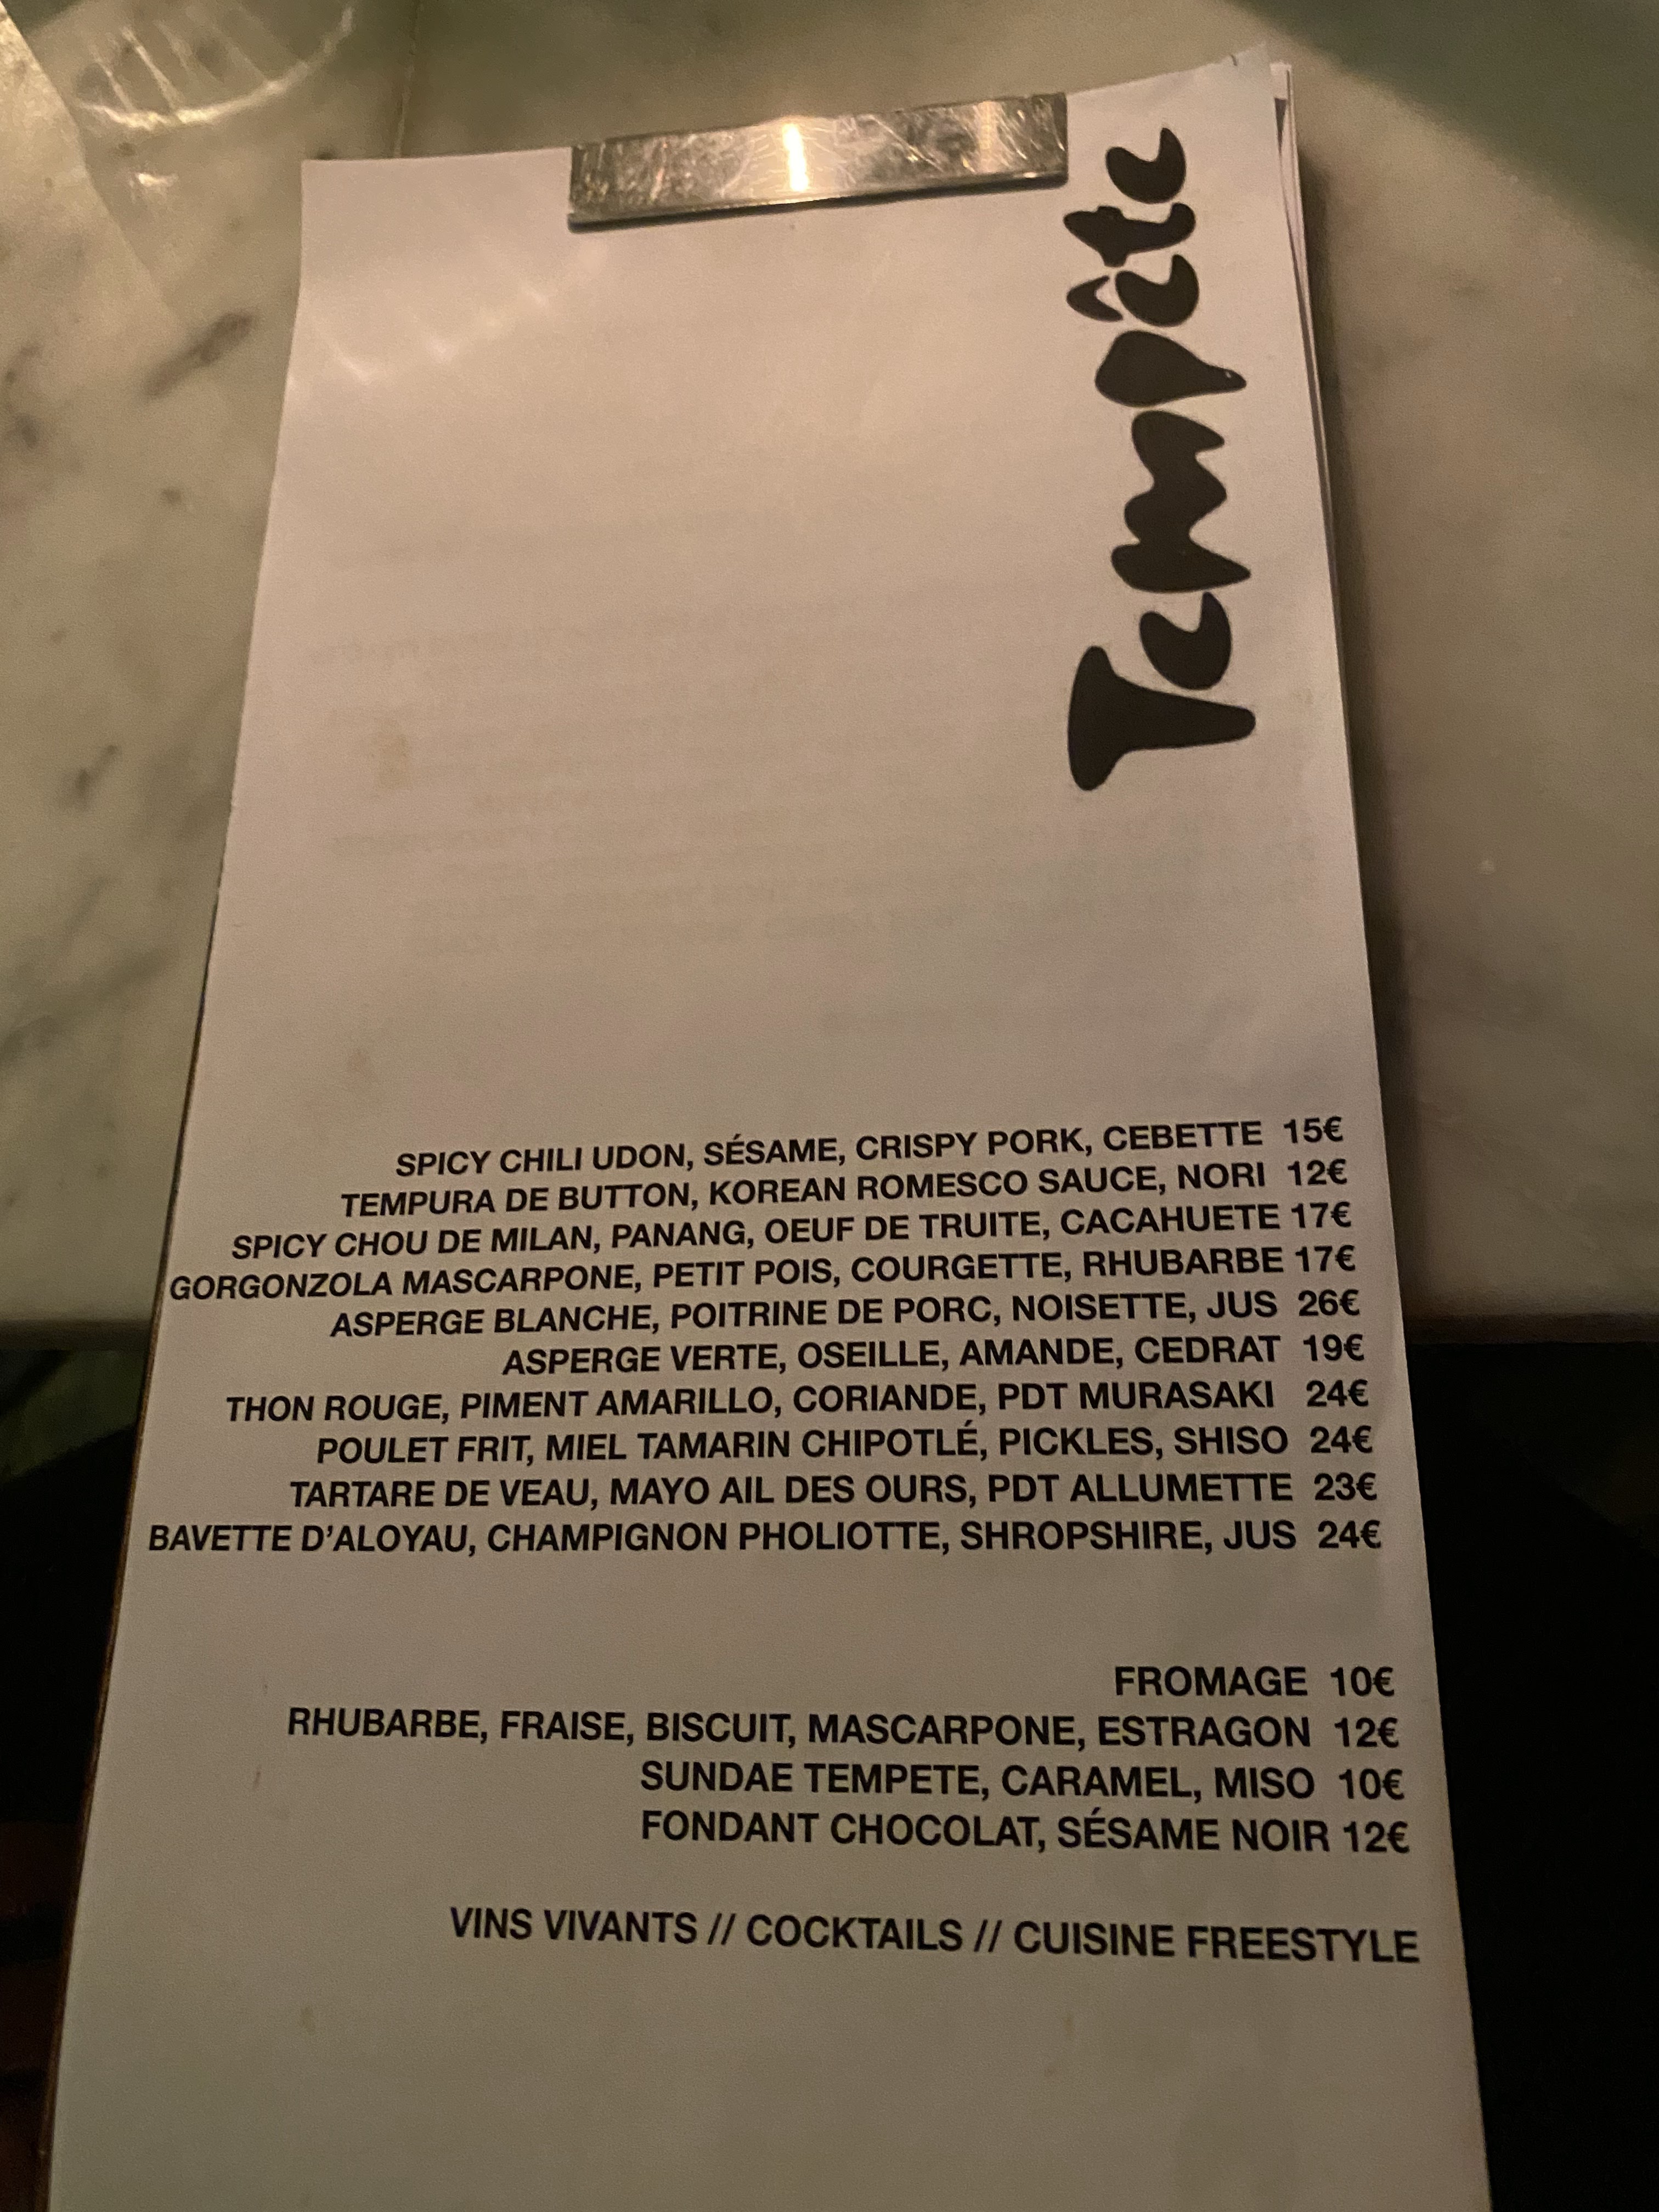 Tempête
SPICY CHILI UDON, SÉSAME, CRISPY PORK, CEBETTE 15€
TEMPURA DE BUTTON, KOREAN ROMESCO SAUCE, NORI 12€
SPICY CHOU DE MILAN, PANANG, OEUF DE TRUITE, CACAHUETE 17€
GORGONZOLA MASCARPONE, PETIT POIS, COURGETTE, RHUBARBE 17€
ASPERGE BLANCHE, POITRINE DE PORC, NOISETTE, JUS 26€
ASPERGE VERTE, OSEILLE, AMANDE, CEDRAT 19€
THON ROUGE, PIMENT AMARILLO, CORIANDE, PDT MURASAKI 24€
POULET FRIT, MIEL TAMARIN CHIPOTLÉ, PICKLES, SHISO 24€
TARTARE DE VEAU, MAYO AIL DES OURS, PDT ALLUMETTE 23€
BAVETTE D'ALOYAU, CHAMPIGNON PHOLIOTTE, SHROPSHIRE, JUS 24€
FROMAGE 10€
RHUBARBE, FRAISE, BISCUIT, MASCARPONE, ESTRAGON 12€
SUNDAE TEMPETE, CARAMEL, MISO 10€
FONDANT CHOCOLAT, SÉSAME NOIR 12€
VINS VIVANTS // COCKTAILS // CUISINE FREESTYLE